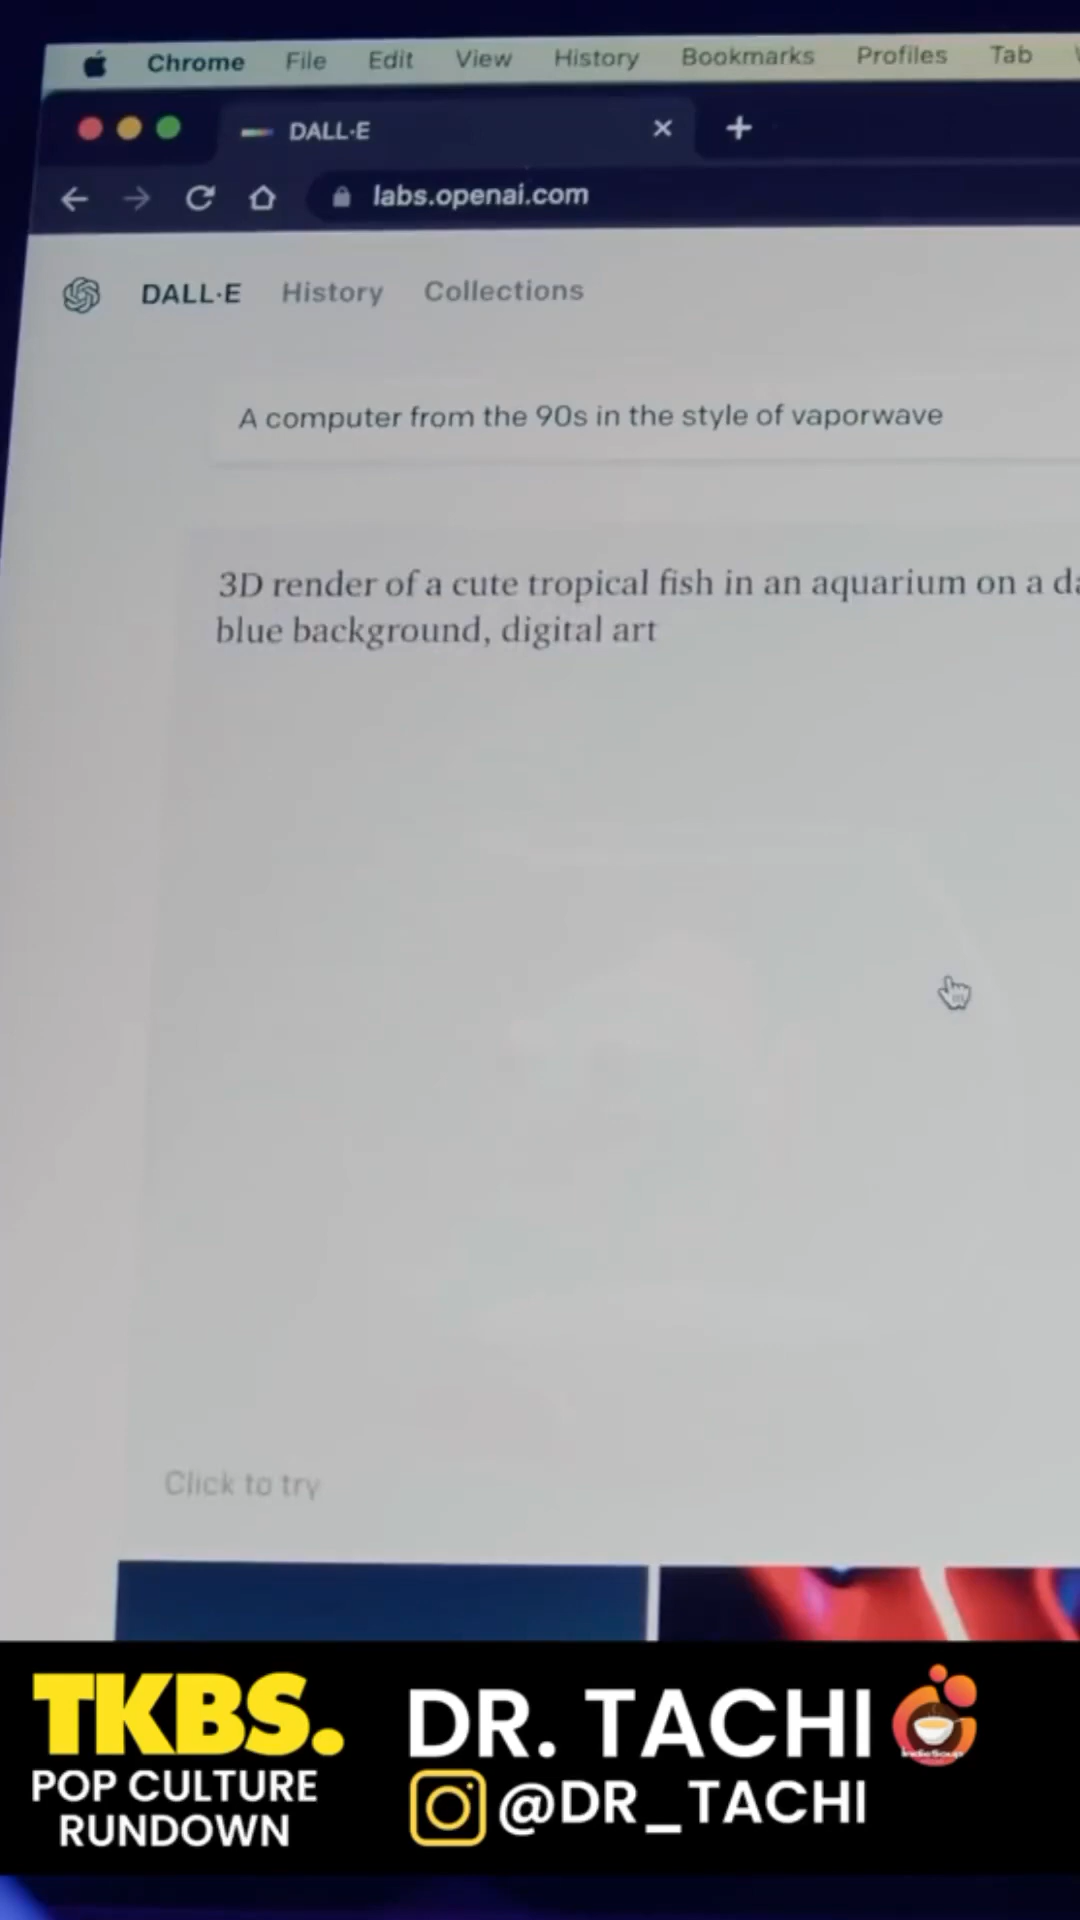 Chrome File Edit View History Bookmarks Profiles Tab
DALL·E
labs.openai.com
DALL·E History Collections
A computer from the 90s in the style of vaporwave
3D render of a cute tropical fish in an aquarium on a
blue background, digital art
Click to try
TKBS.
POP CULTURE
RUNDOWN
DR. TACHI
IndieSoup
@DR_TACHI